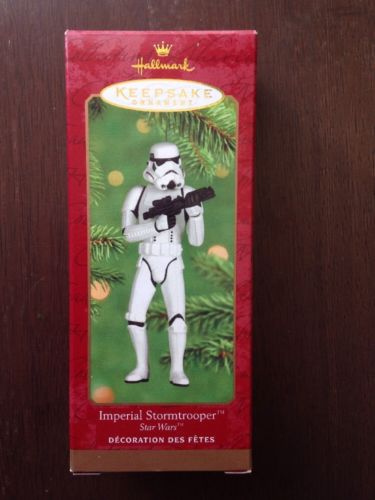 Hallmark
KEEPSAKE
ORNAMENT
Imperial Stormtrooper™
Star Wars™
DÉCORATION DES FÊTES